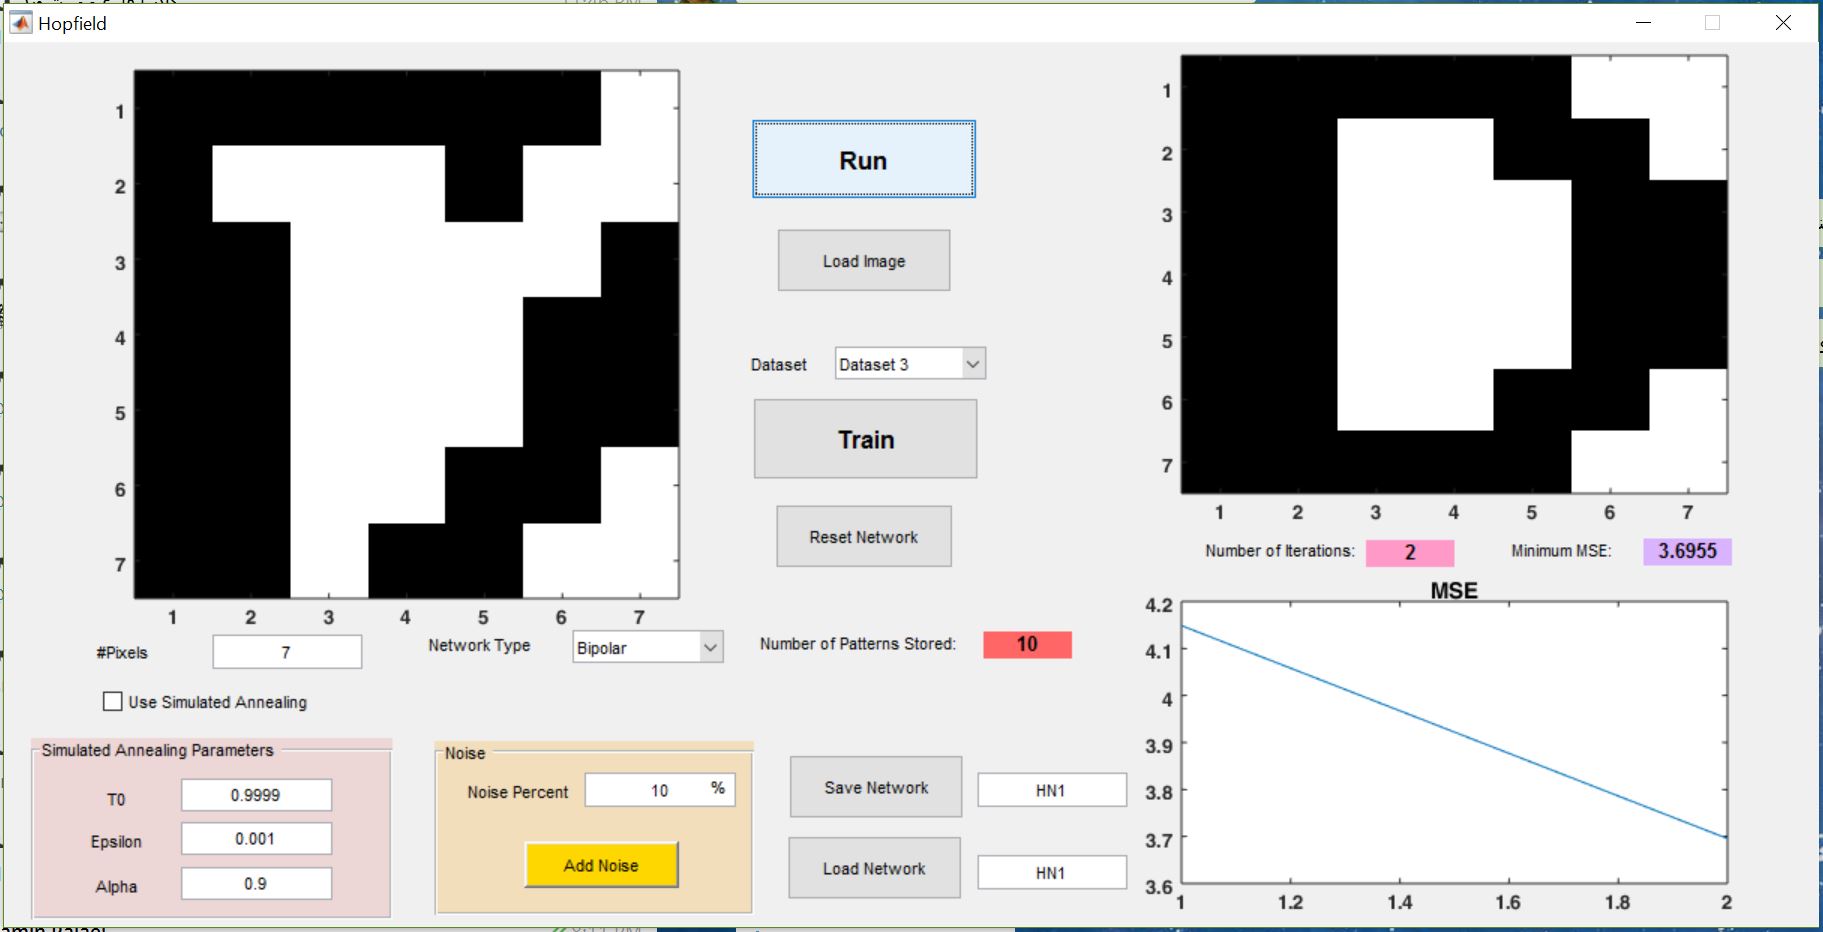 Hopfield
1
2
3
4
5
6
7
1 2 3 4 5 6 7
#Pixels 7
Network Type Bipolar
Use Simulated Annealing
Simulated Annealing Parameters
T0 0.9999
Epsilon 0.001
Alpha 0.9
Noise
Noise Percent 10 %
Add Noise
Run
Load Image
Dataset Dataset 3
Train
Reset Network
Number of Patterns Stored: 10
Save Network HN1
Load Network HN1
1
2
3
4
5
6
7
1 2 3 4 5 6 7
Number of Iterations: 2 Minimum MSE: 3.6955
MSE
4.2
4.1
4
3.9
3.8
3.7
3.6
1 1.2 1.4 1.6 1.8 2